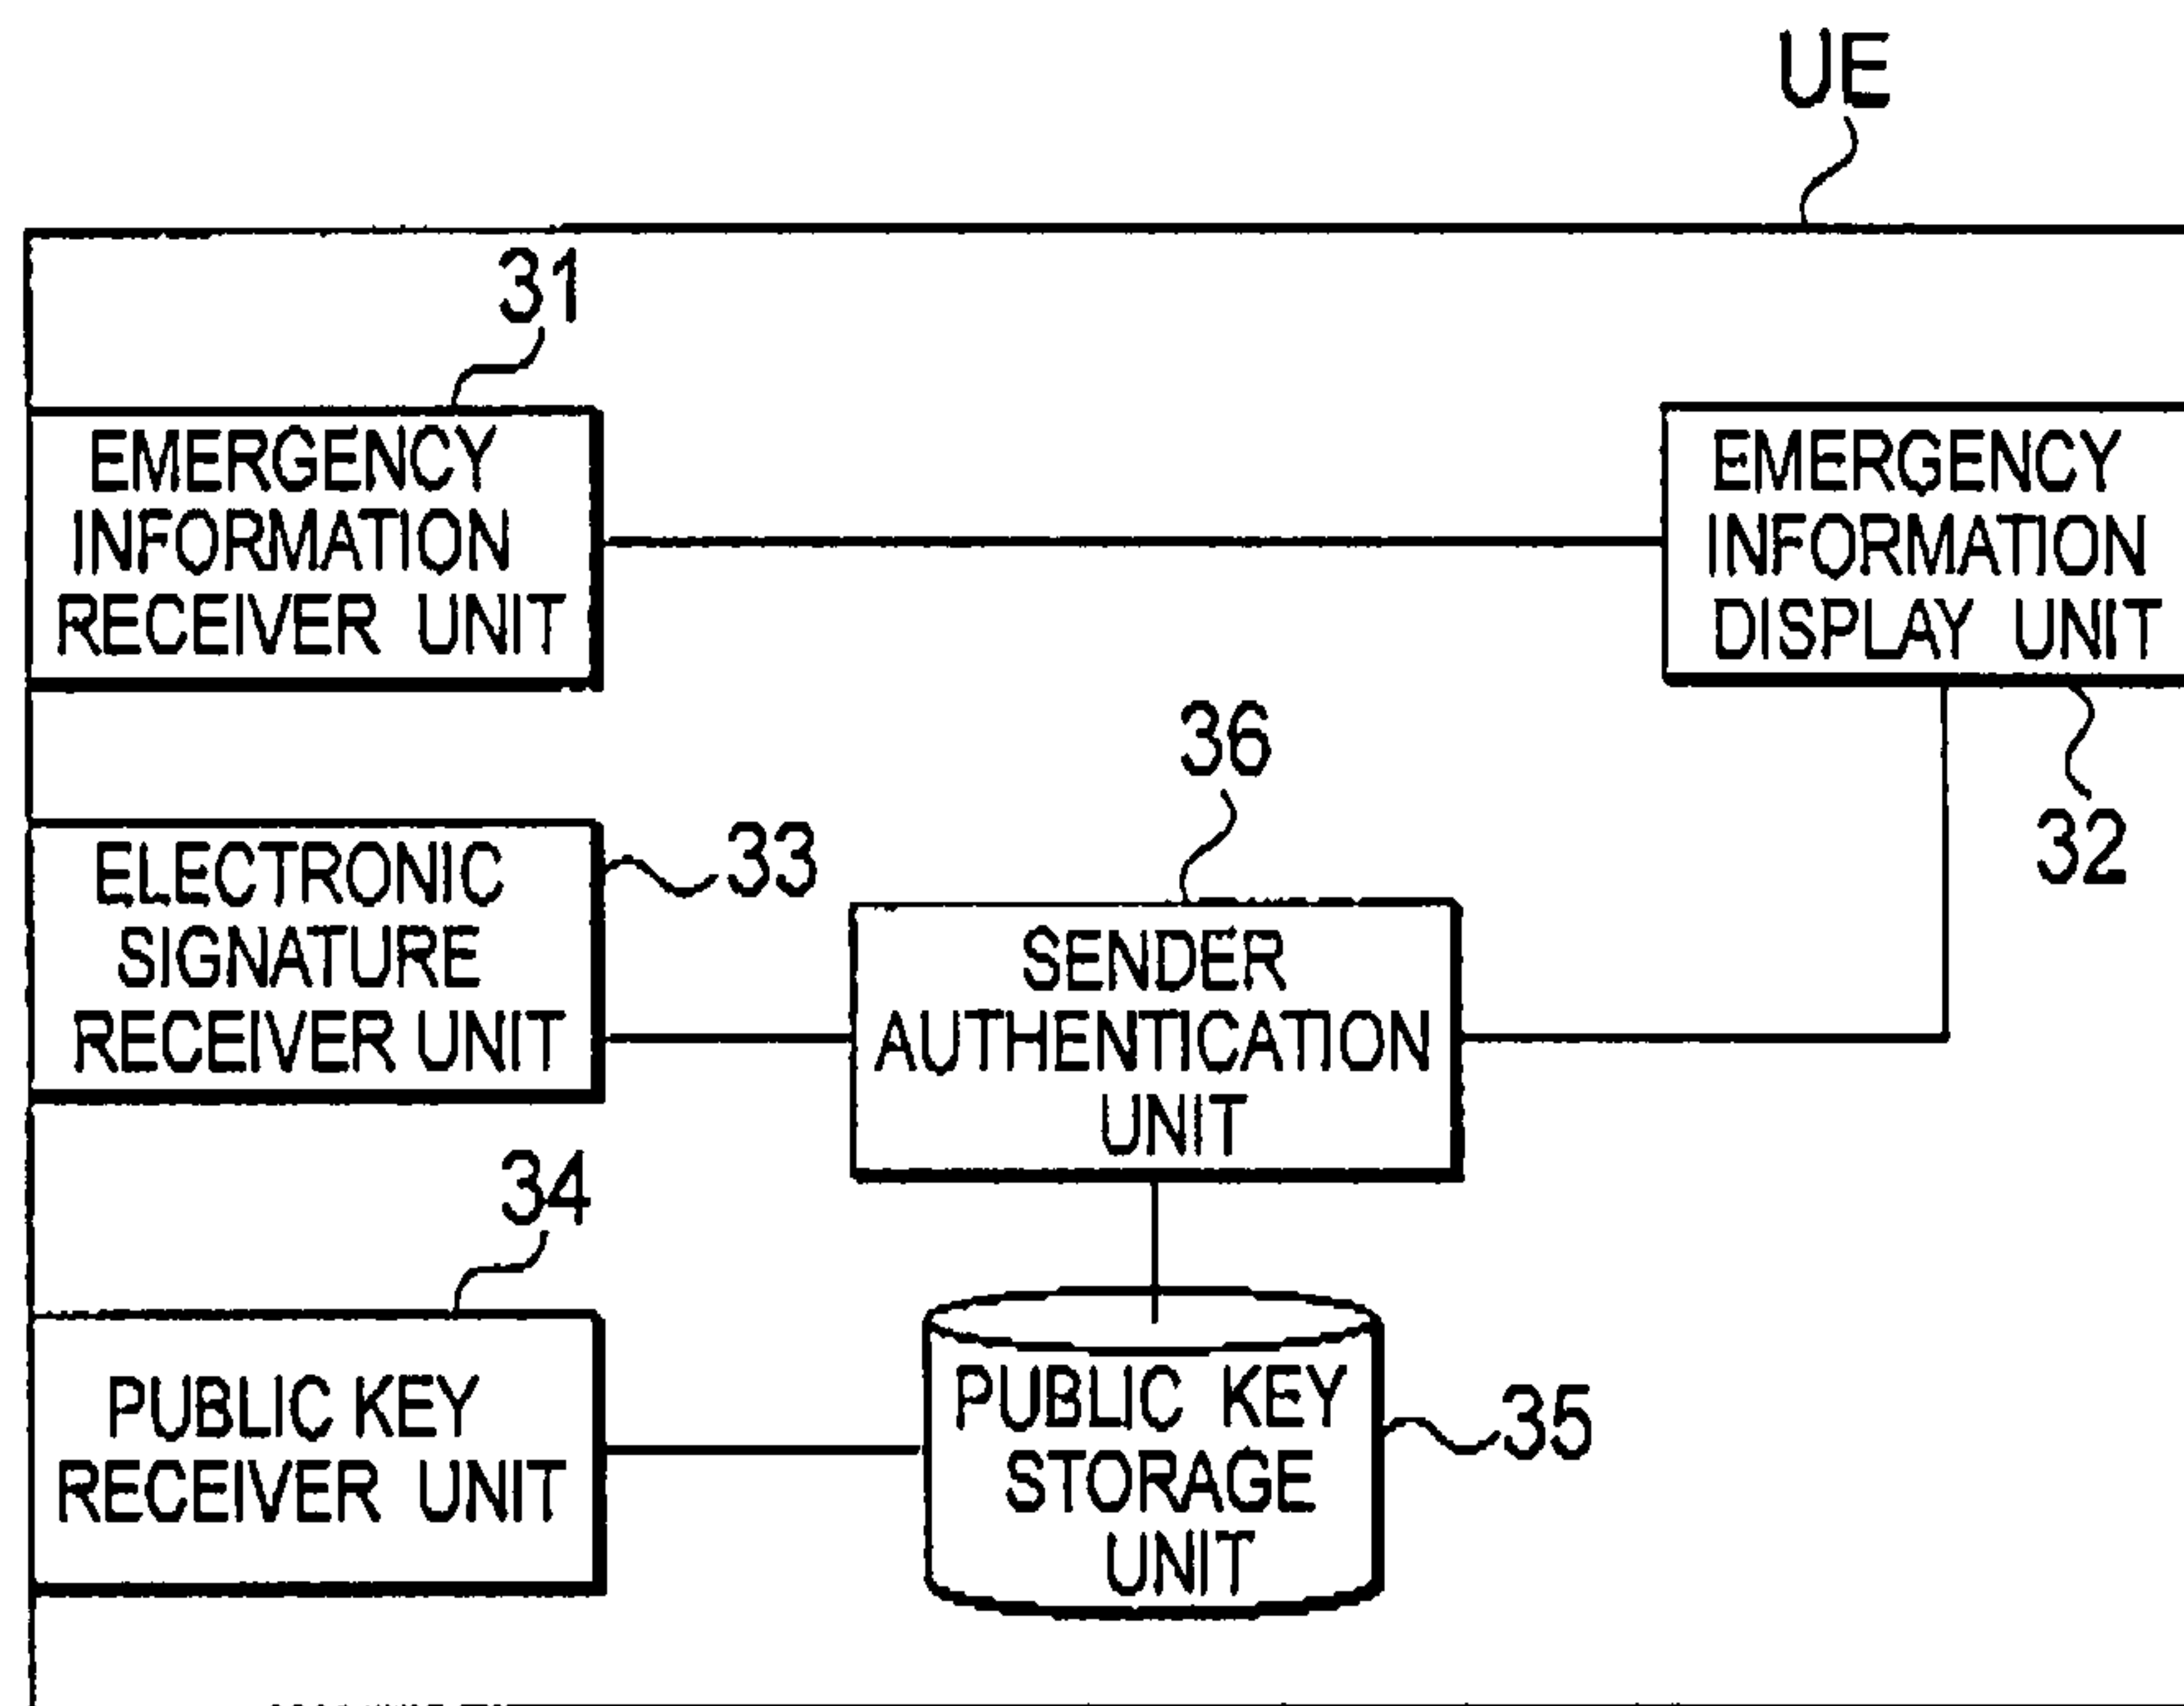 UE
31
EMERGENCY
INFORMATION
RECEIVER UNIT
EMERGENCY
INFORMATION
DISPLAY UNIT
32
36
ELECTRONIC
SIGNATURE
RECEIVER UNIT
33
SENDER
AUTHENTICATION
UNIT
34
PUBLIC KEY
RECEIVER UNIT
PUBLIC KEY
STORAGE
UNIT
35